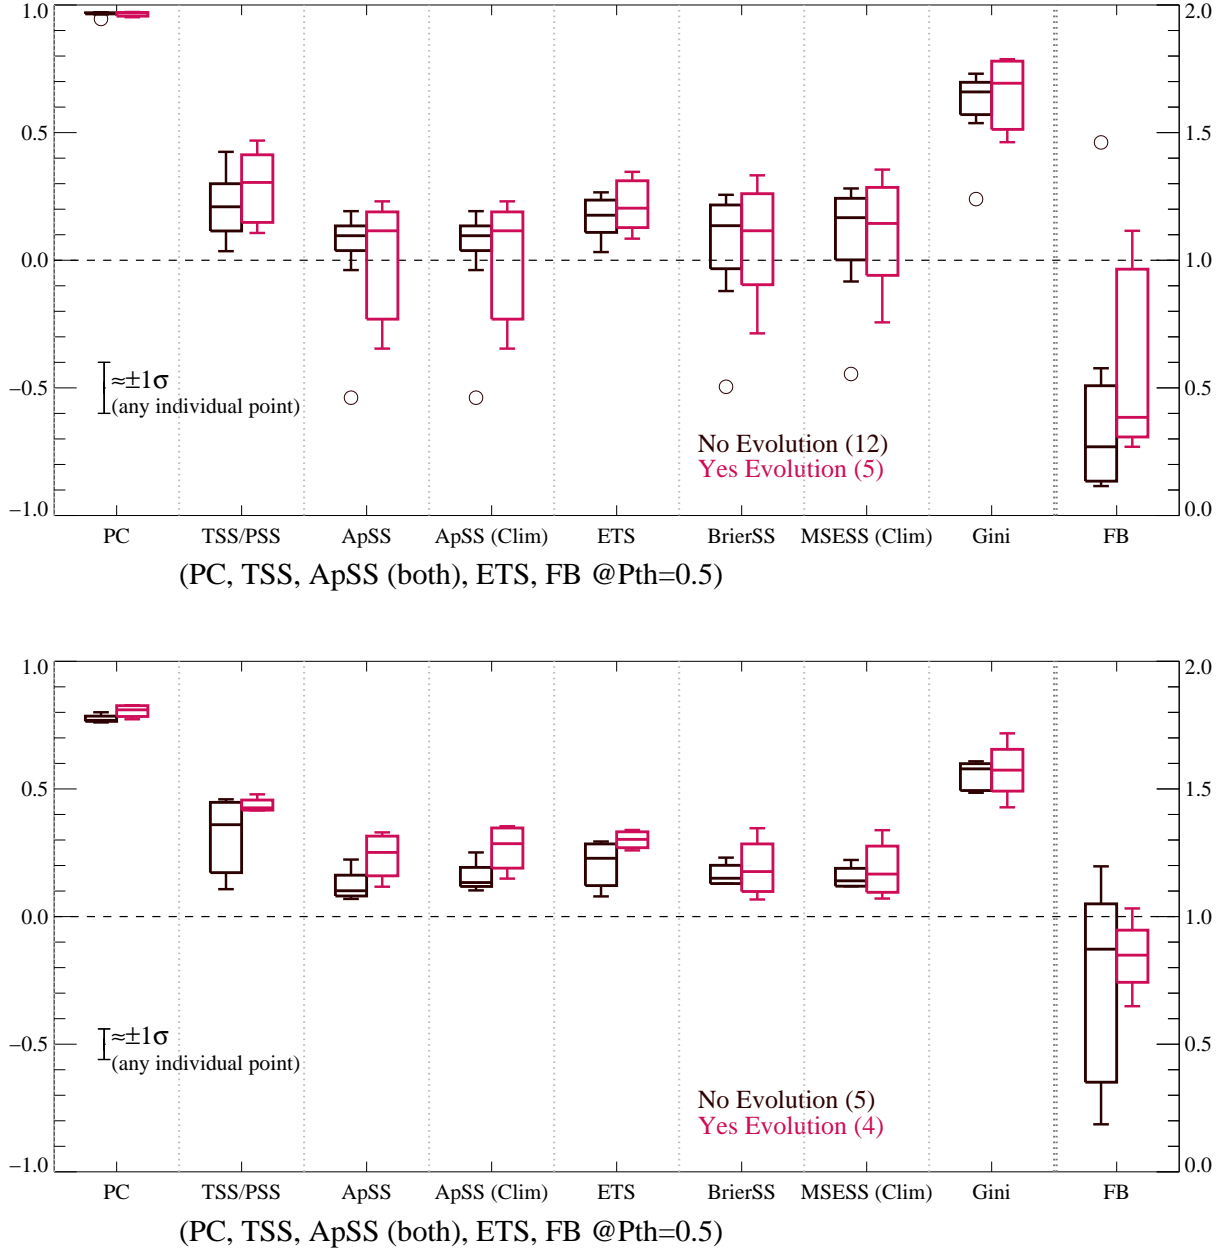 1.0
0.5
0.0
−0.5
−1.0
2.0
1.5
1.0
0.5
0.0
≈±1σ
(any individual point)
No Evolution (12)
Yes Evolution (5)
PC TSS/PSS ApSS ApSS (Clim) ETS BrierSS MSESS (Clim) Gini FB
(PC, TSS, ApSS (both), ETS, FB @Pth=0.5)
1.0
0.5
0.0
−0.5
−1.0
2.0
1.5
1.0
0.5
0.0
≈±1σ
(any individual point)
No Evolution (5)
Yes Evolution (4)
PC TSS/PSS ApSS ApSS (Clim) ETS BrierSS MSESS (Clim) Gini FB
(PC, TSS, ApSS (both), ETS, FB @Pth=0.5)